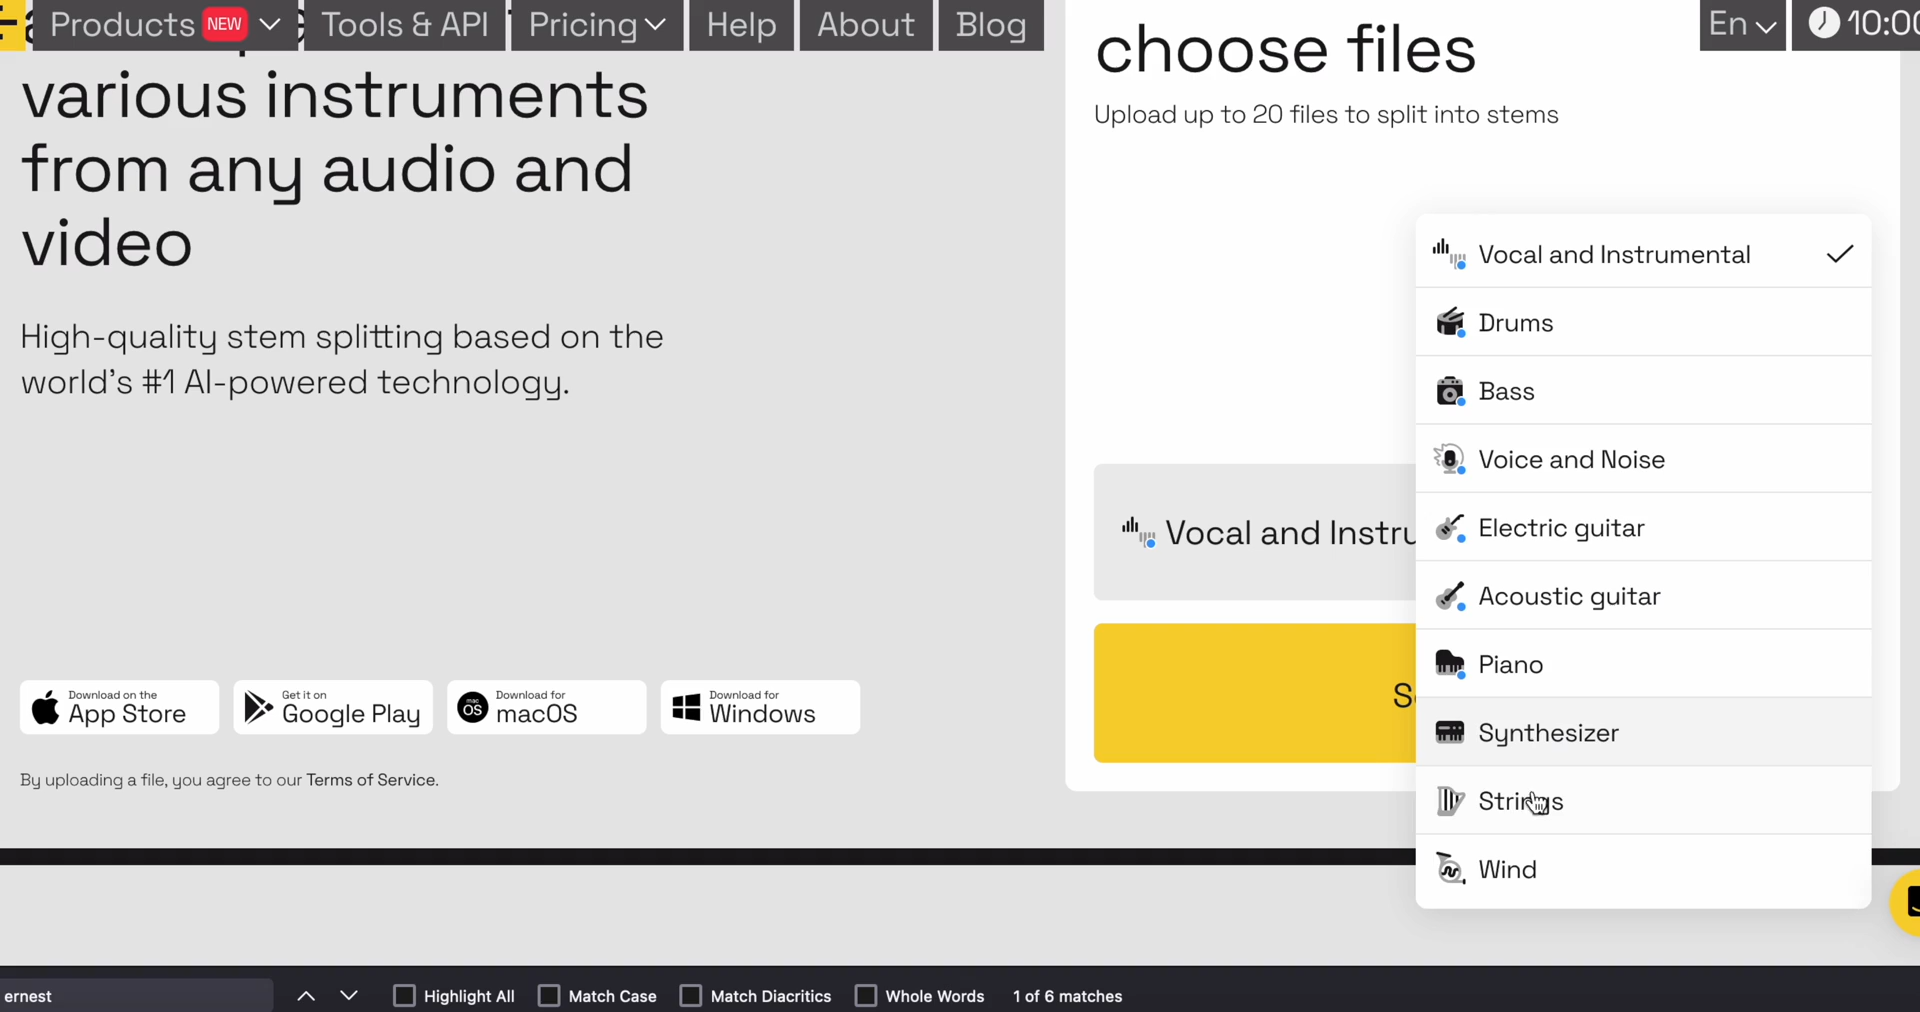 Products NEW
Tools & API
Pricing
Help
About
Blog
En
10:00
various instruments
from any audio and
video
High-quality stem splitting based on the
world's #1 AI-powered technology.
Download on the
App Store
Get it on
Google Play
macOS
Download for
macOS
Download for
Windows
By uploading a file, you agree to our Terms of Service.
choose files
Upload up to 20 files to split into stems
Vocal and Instru
Vocal and Instrumental
Drums
Bass
Voice and Noise
Electric guitar
Acoustic guitar
Piano
Synthesizer
Strings
Wind
ernest
Highlight All
Match Case
Match Diacritics
Whole Words
1 of 6 matches